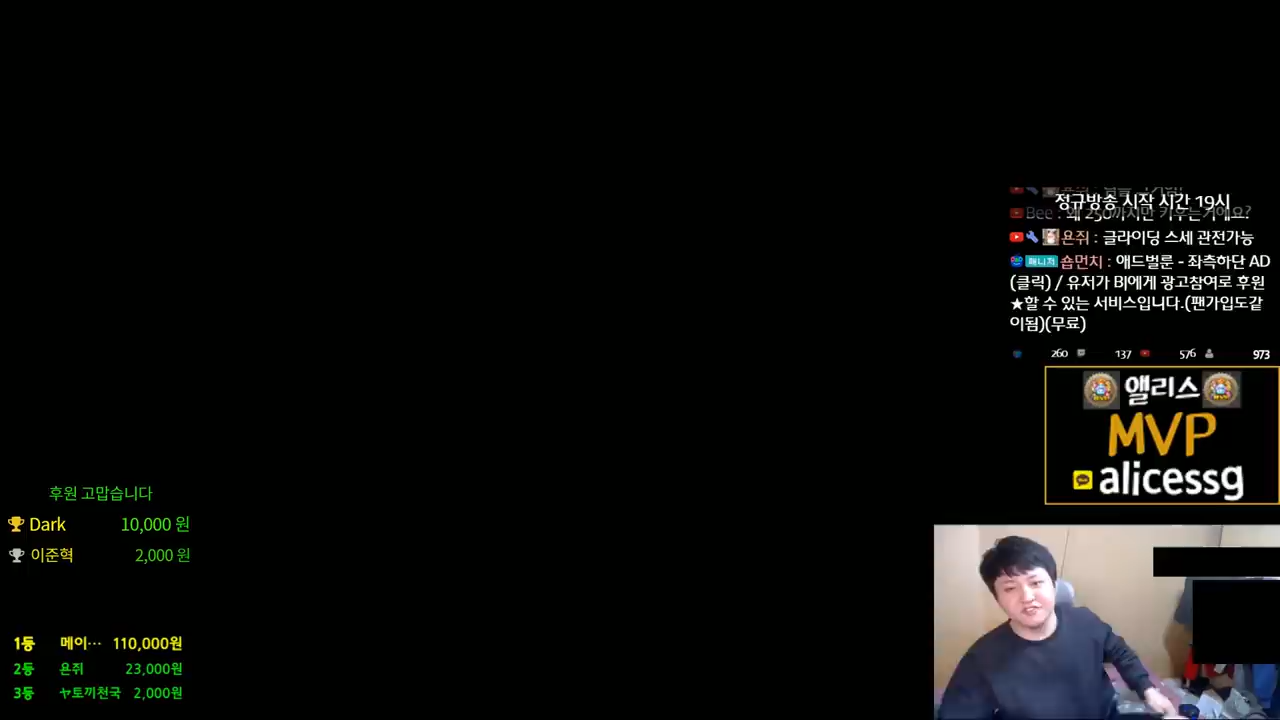 정규방송 시작 시간 19시
Bee : 왜 250까지만 키우는거에요?
욘쥐 : 글라이딩 스세 관전가능
매니저 숍먼치 : 애드벌룬 - 좌측하단 AD
(클릭) / 유저가 BJ에게 광고참여로 후원
★할 수 있는 서비스입니다.(팬가입도같
이됨)(무료)
260 137 576 973
앨리스
MVP
alicessg
후원 고맙습니다
Dark 10,000 원
이준혁 2,000 원
1등 메이… 110,000원
2등 욘쥐 23,000원
3등 ヤ토끼천국 2,000원